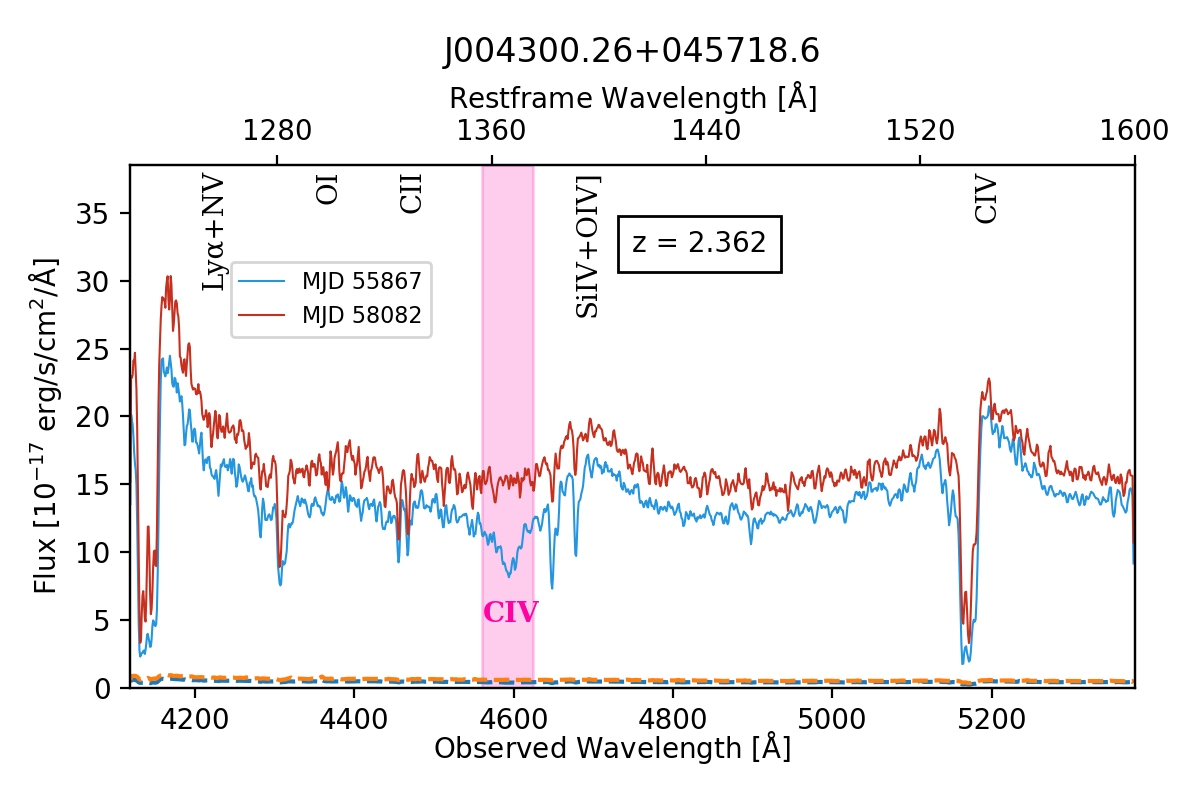 J004300.26+045718.6
Restframe Wavelength [Å]
1280 1360 1440 1520 1600
Lyα+NV
OI
CII
SiIV+OIV]
CIV
z = 2.362
MJD 55867
MJD 58082
CIV
Flux [10⁻¹⁷ erg/s/cm²/Å]
35
30
25
20
15
10
5
0
4200 4400 4600 4800 5000 5200
Observed Wavelength [Å]